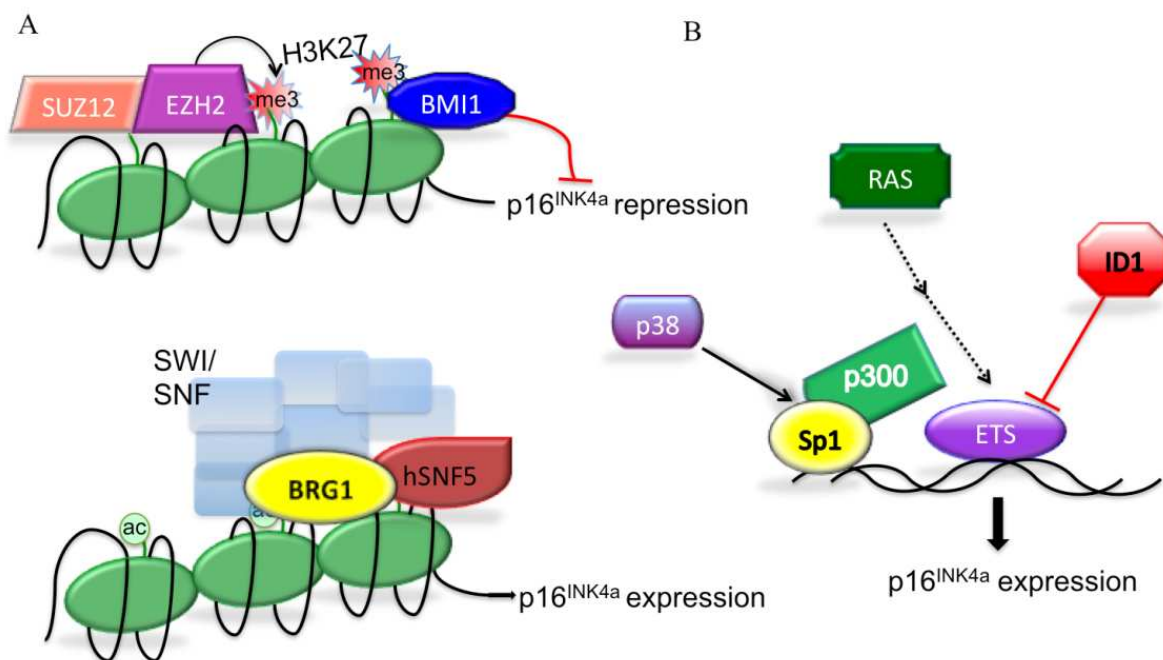 A
H3K27
me3
me3
SUZ12
EZH2
BMI1
p16INK4a repression
SWI/
SNF
BRG1
hSNF5
ac
ac
p16INK4a expression
B
RAS
ID1
p38
p300
Sp1
ETS
p16INK4a expression